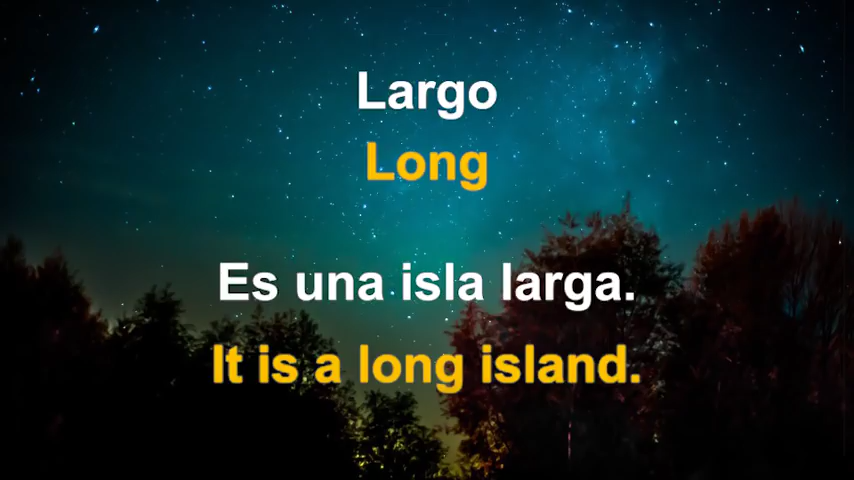 Largo
Long
Es una isla larga.
It is a long island.